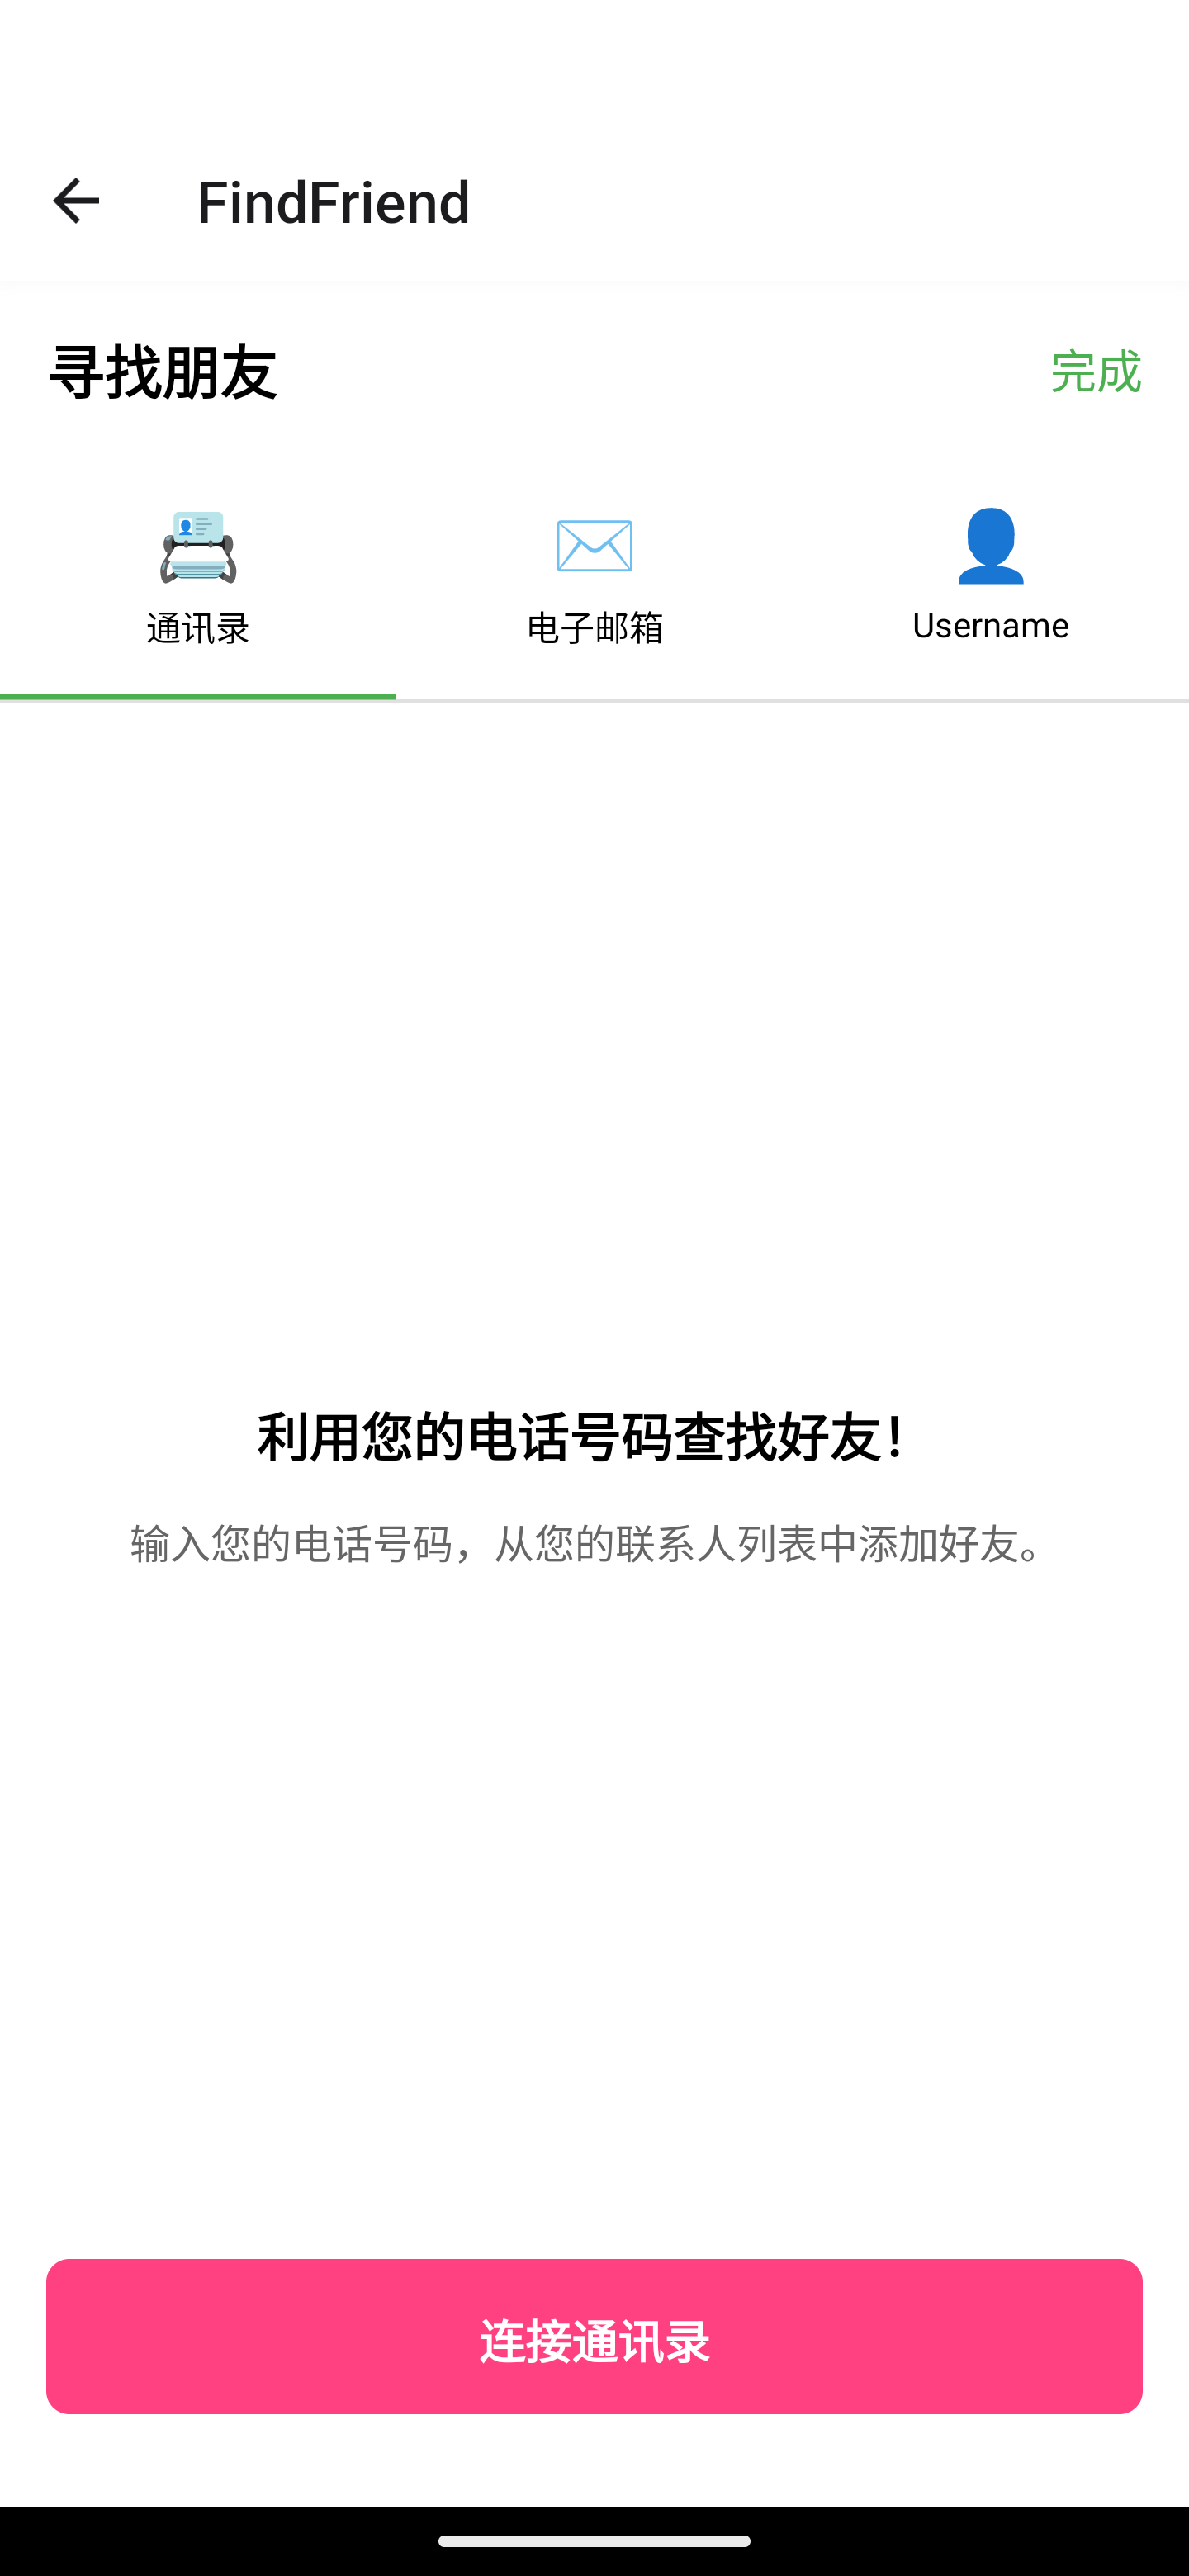 FindFriend
寻找朋友
完成
通讯录
电子邮箱
Username
利用您的电话号码查找好友！
输入您的电话号码，从您的联系人列表中添加好友。
连接通讯录